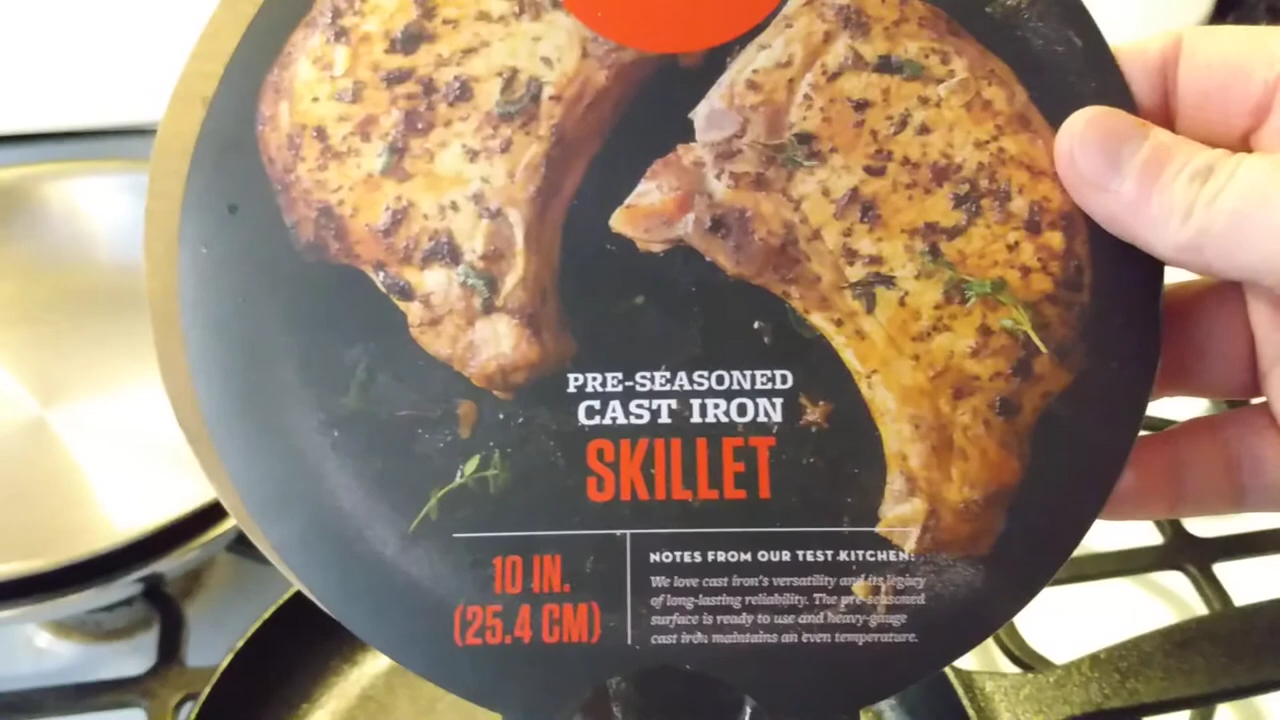 PRE-SEASONED
CAST IRON
SKILLET
10 IN.
(25.4 CM)
NOTES FROM OUR TEST KITCHEN:
We love cast iron's versatility and its legacy
of long-lasting reliability. The pre-seasoned
surface is ready to use and heavy-gauge
cast iron maintains an even temperature.